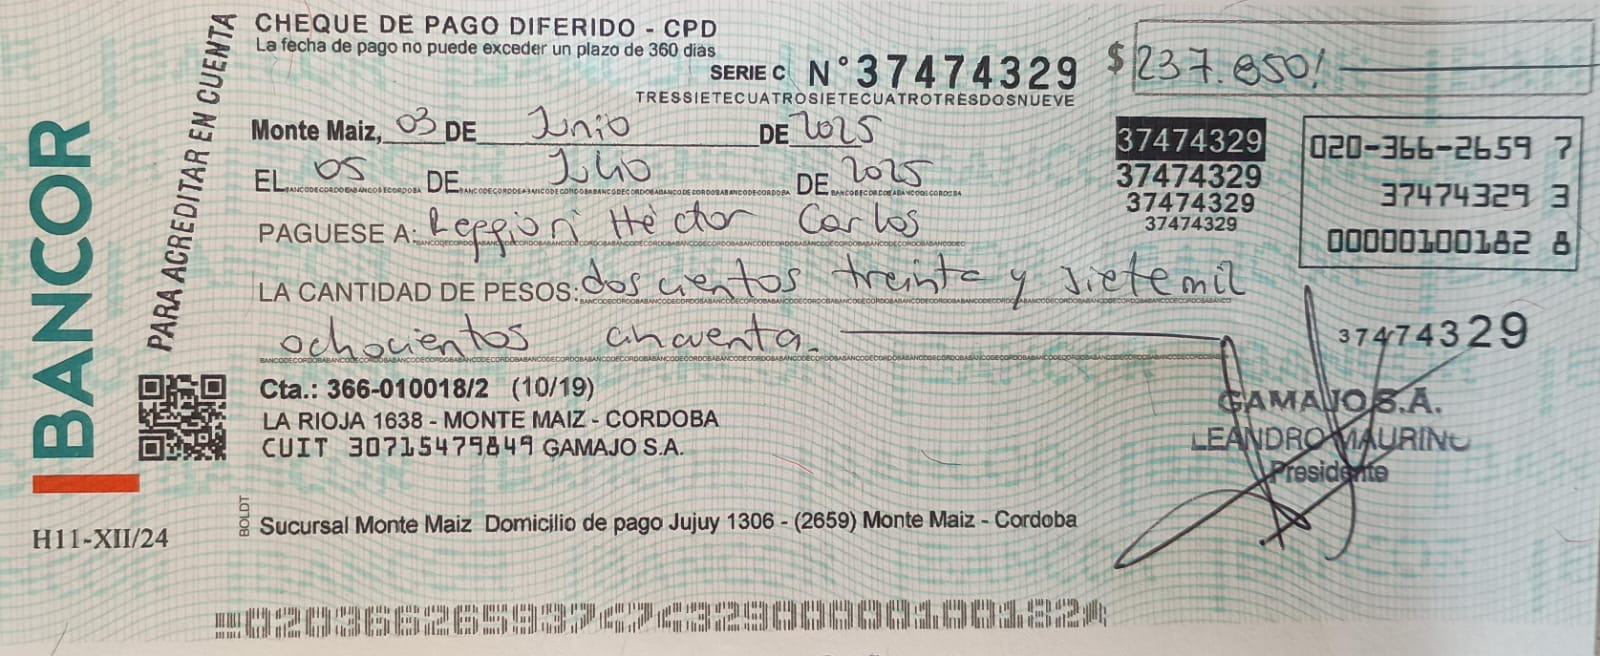 BANCOR
PARA ACREDITAR EN CUENTA
CHEQUE DE PAGO DIFERIDO - CPD
La fecha de pago no puede exceder un plazo de 360 días
SERIE C N° 37474329
TRESSIETECUATROSIETECUATROTRESDOSNUEVE
$ 237.850/
Monte Maiz, 03 DE Junio DE 2025
EL 05 DE Julio DE 2025
PAGUESE A: Reggiori Héctor Carlos
LA CANTIDAD DE PESOS: doscientos treinta y siete mil
ochocientos cincuenta.
37474329
37474329
37474329
37474329
020-366-2659 7
37474329 3
00000100182 8
37474329
Cta.: 366-010018/2 (10/19)
LA RIOJA 1638 - MONTE MAIZ - CORDOBA
CUIT 30715479849 GAMAJO S.A.
GAMAJO S.A.
LEANDRO MAURINO
Presidente
BOLDT
Sucursal Monte Maiz Domicilio de pago Jujuy 1306 - (2659) Monte Maiz - Cordoba
H11-XII/24
02036626593747432900000100182